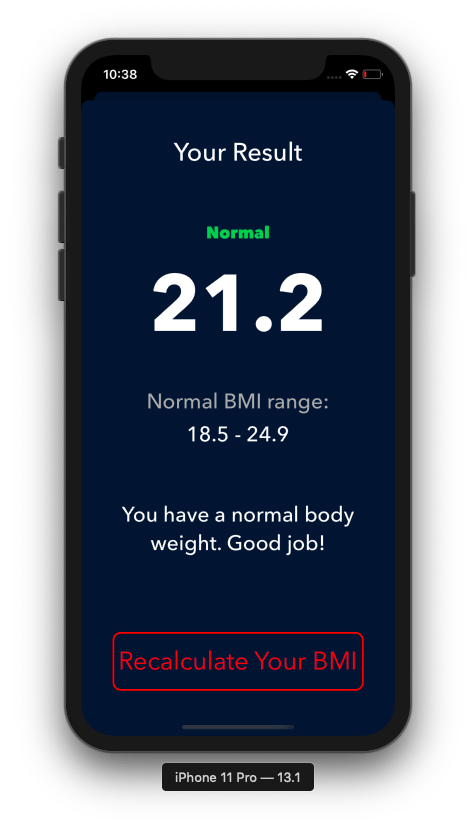 10:38
Your Result
Normal
21.2
Normal BMI range:
18.5 - 24.9
You have a normal body
weight. Good job!
Recalculate Your BMI
iPhone 11 Pro — 13.1